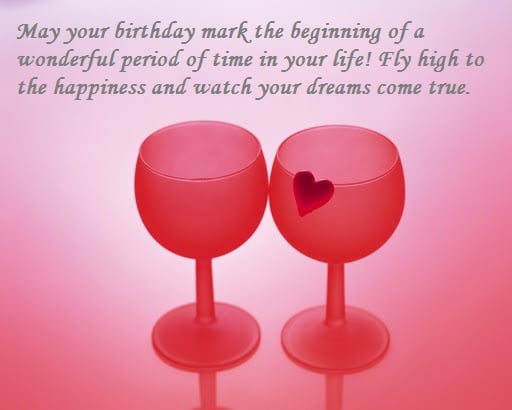 May your birthday mark the beginning of a
wonderful period of time in your life! Fly high to
the happiness and watch your dreams come true.